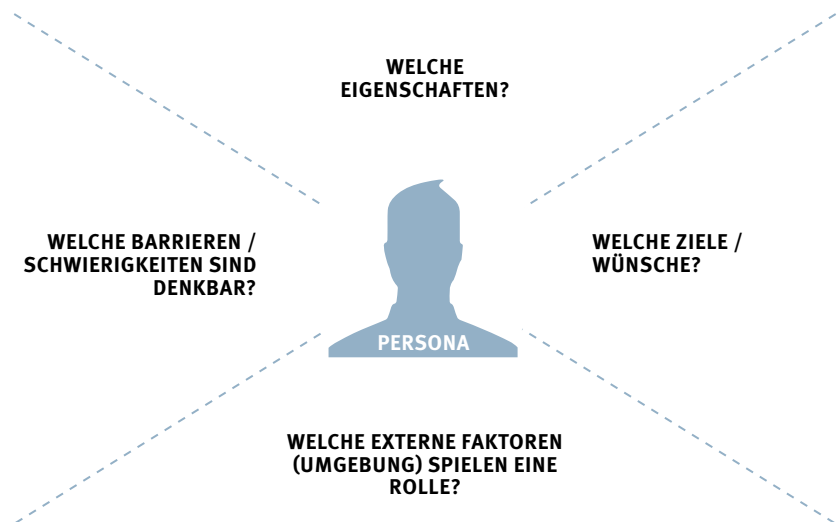 WELCHE
EIGENSCHAFTEN?
WELCHE BARRIEREN /
SCHWIERIGKEITEN SIND
DENKBAR?
WELCHE ZIELE /
WÜNSCHE?
PERSONA
WELCHE EXTERNE FAKTOREN
(UMGEBUNG) SPIELEN EINE
ROLLE?